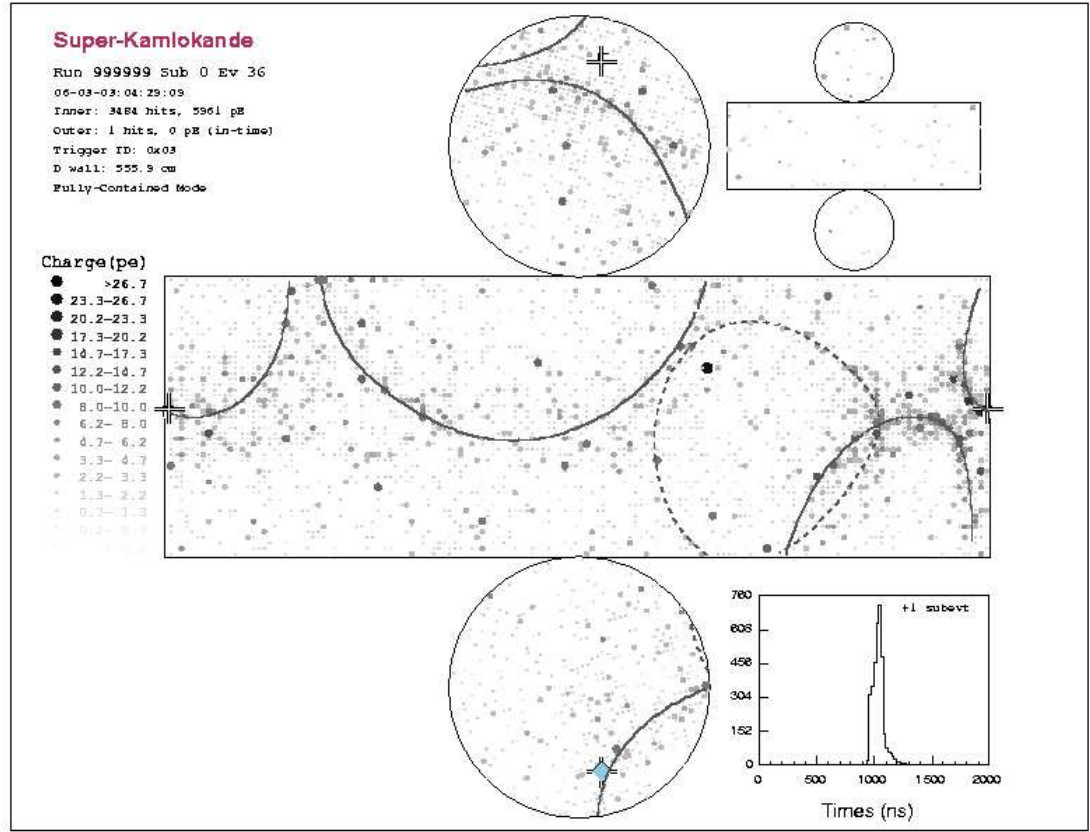 Super-Kamlokande
Run 999999 Sub 0 Ev 36
06-03-03:04:29:09
Inner: 3484 hits, 5961 pE
Outer: 1 hits, 0 pE (in-time)
Trigger ID: 0x03
D wall: 555.9 cm
Fully-Contained Mode
Charge(pe)
>26.7
23.3-26.7
20.2-23.3
17.3-20.2
14.7-17.3
12.2-14.7
10.0-12.2
8.0-10.0
6.2- 8.0
4.7- 6.2
3.3- 4.7
2.2- 3.3
1.3- 2.2
+1 subevt
760
608
456
304
152
0
0 500 1000 1500 2000
Times (ns)